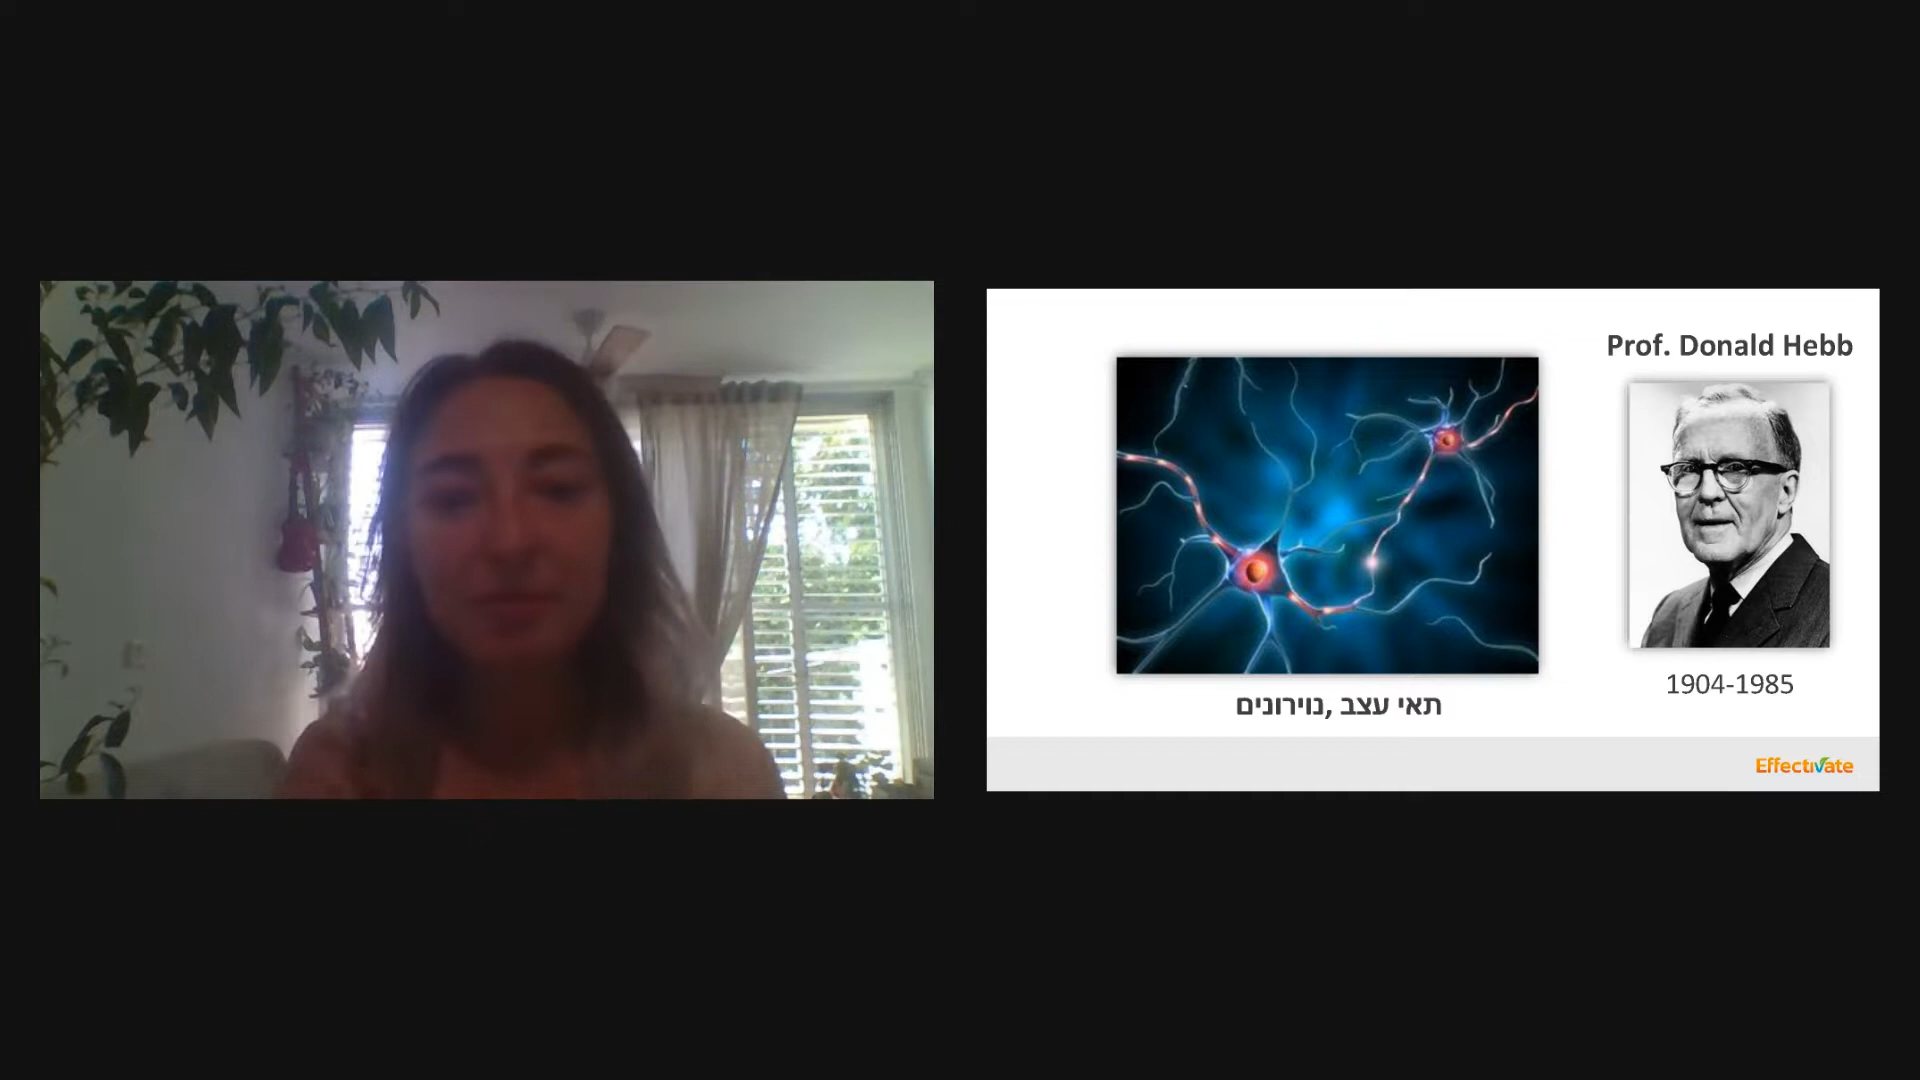 Prof. Donald Hebb
1904-1985
תאי עצב, נוירונים
Effectivate